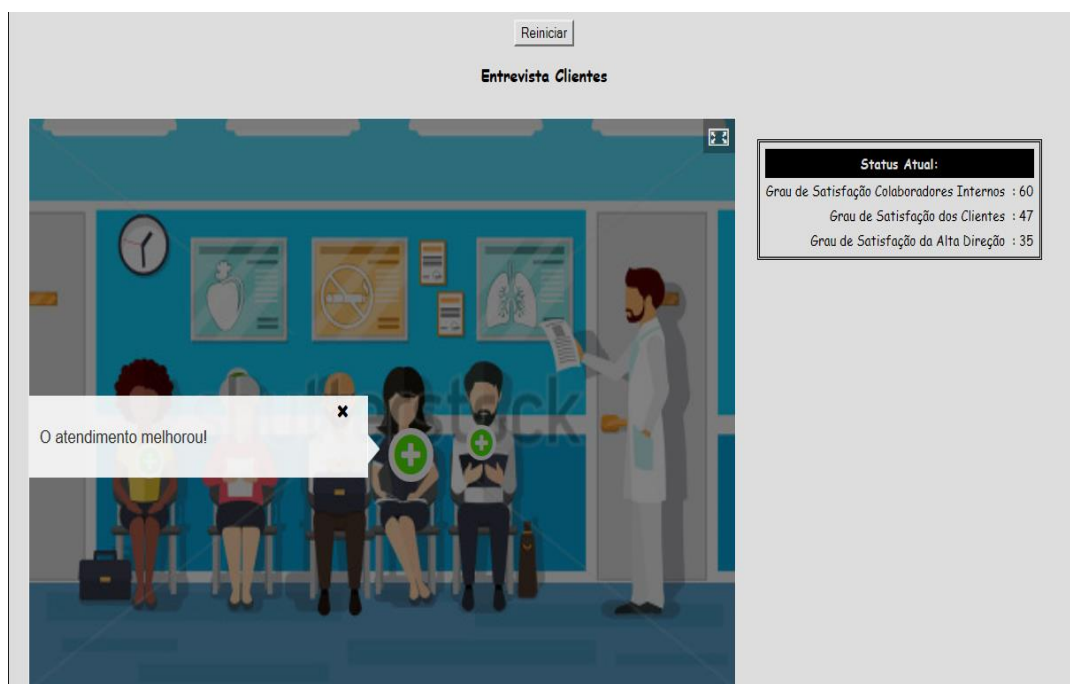 Reiniciar
Entrevista Clientes
Status Atual:
Grau de Satisfação Colaboradores Internos : 60
Grau de Satisfação dos Clientes : 47
Grau de Satisfação da Alta Direção : 35
shutterstock
O atendimento melhorou!